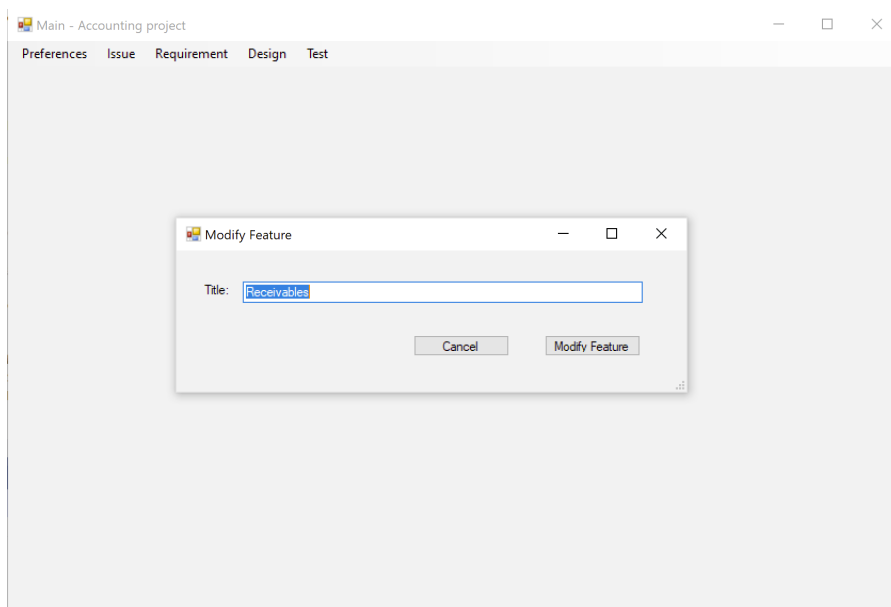 Main - Accounting project
Preferences Issue Requirement Design Test
Modify Feature
Title: Receivables
Cancel Modify Feature